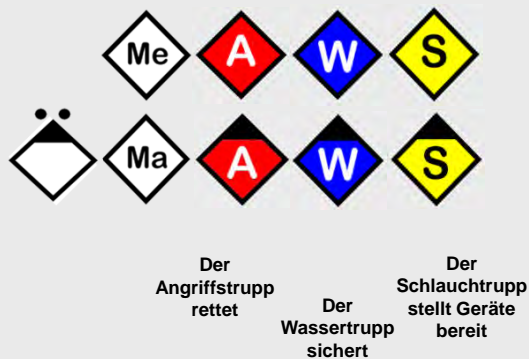 Me A W S
Ma A W S
Der
Angriffstrupp
rettet
Der
Wassertrupp
sichert
Der
Schlauchtrupp
stellt Geräte
bereit